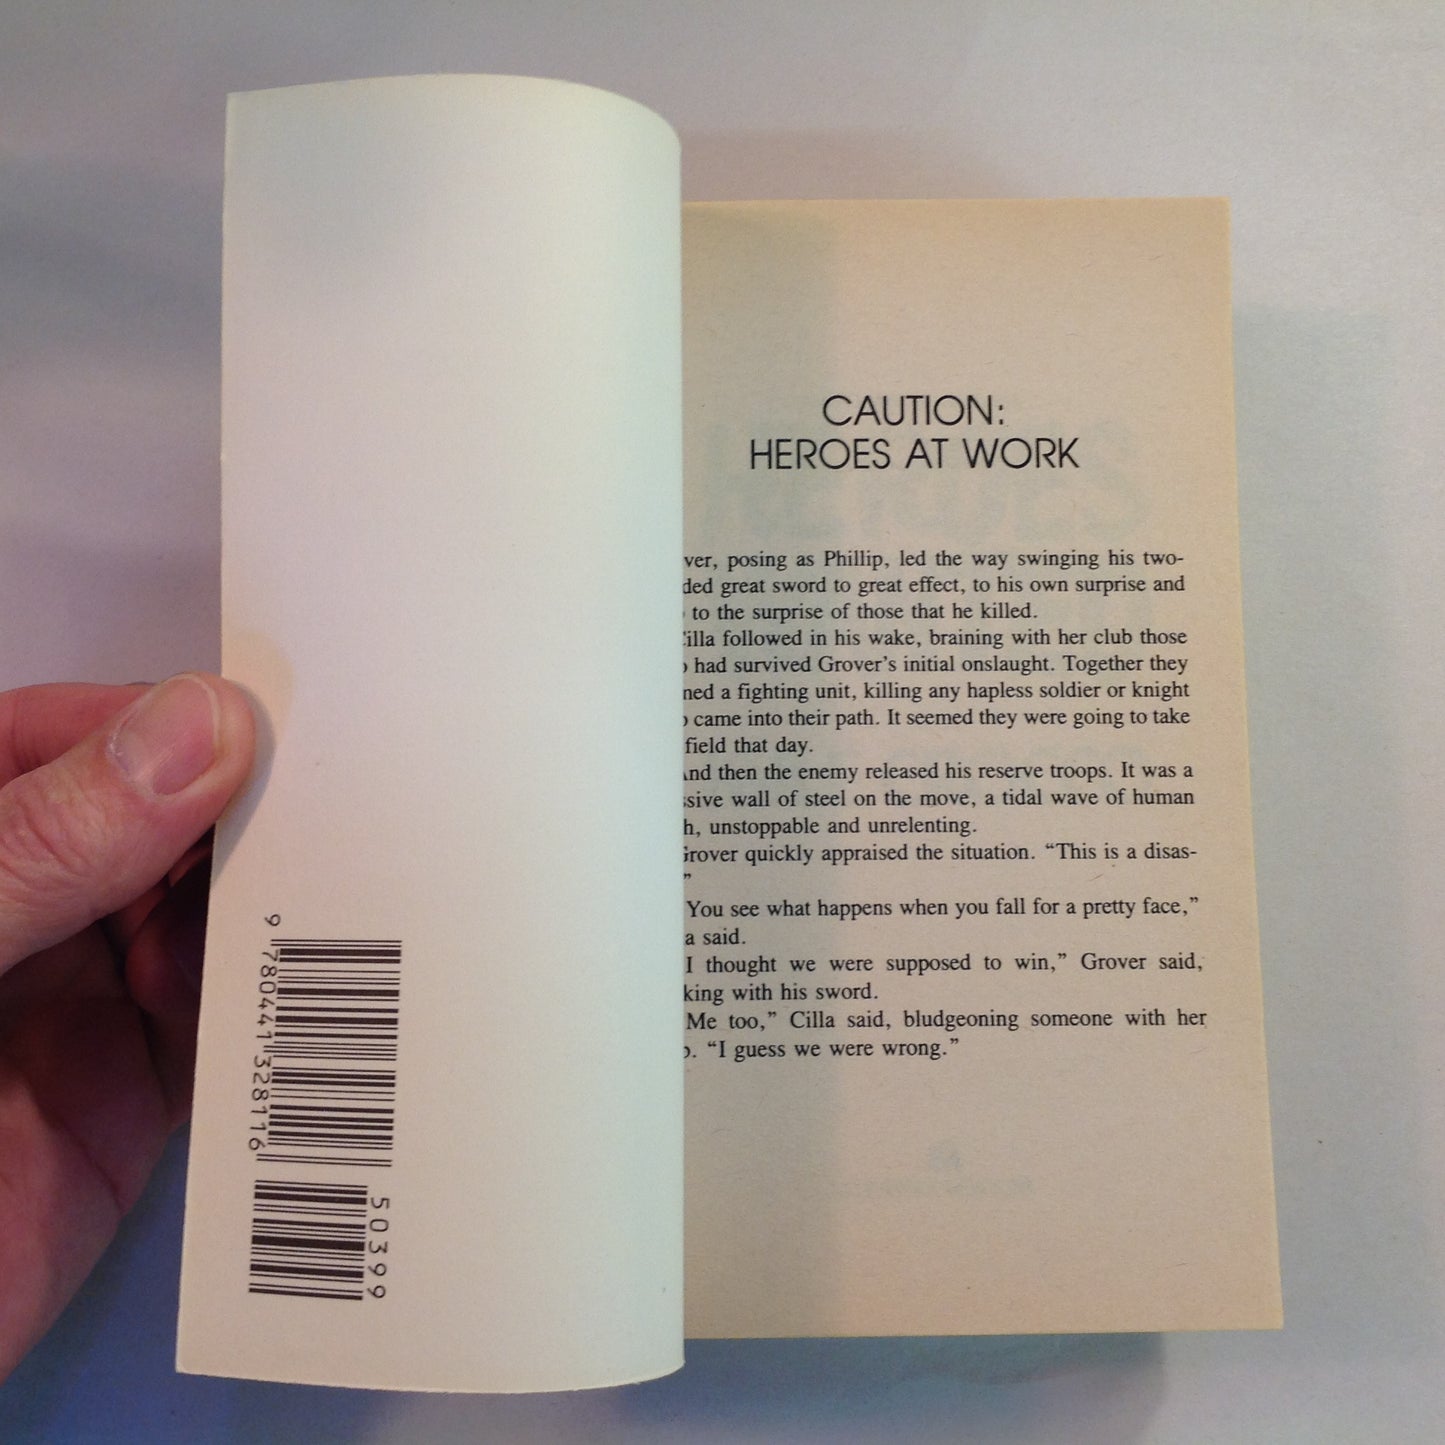 CAUTION:
HEROES AT WORK
ver, posing as Phillip, led the way swinging his two-
ded great sword to great effect, to his own surprise and
to the surprise of those that he killed.
illa followed in his wake, braining with her club those
had survived Grover's initial onslaught. Together they
med a fighting unit, killing any hapless soldier or knight
came into their path. It seemed they were going to take
field that day.
nd then the enemy released his reserve troops. It was a
sive wall of steel on the move, a tidal wave of human
h, unstoppable and unrelenting.
rover quickly appraised the situation. “This is a disas-
”
You see what happens when you fall for a pretty face,”
a said.
I thought we were supposed to win,” Grover said,
king with his sword.
Me too,” Cilla said, bludgeoning someone with her
. “I guess we were wrong.”
9 780441 328116
50399